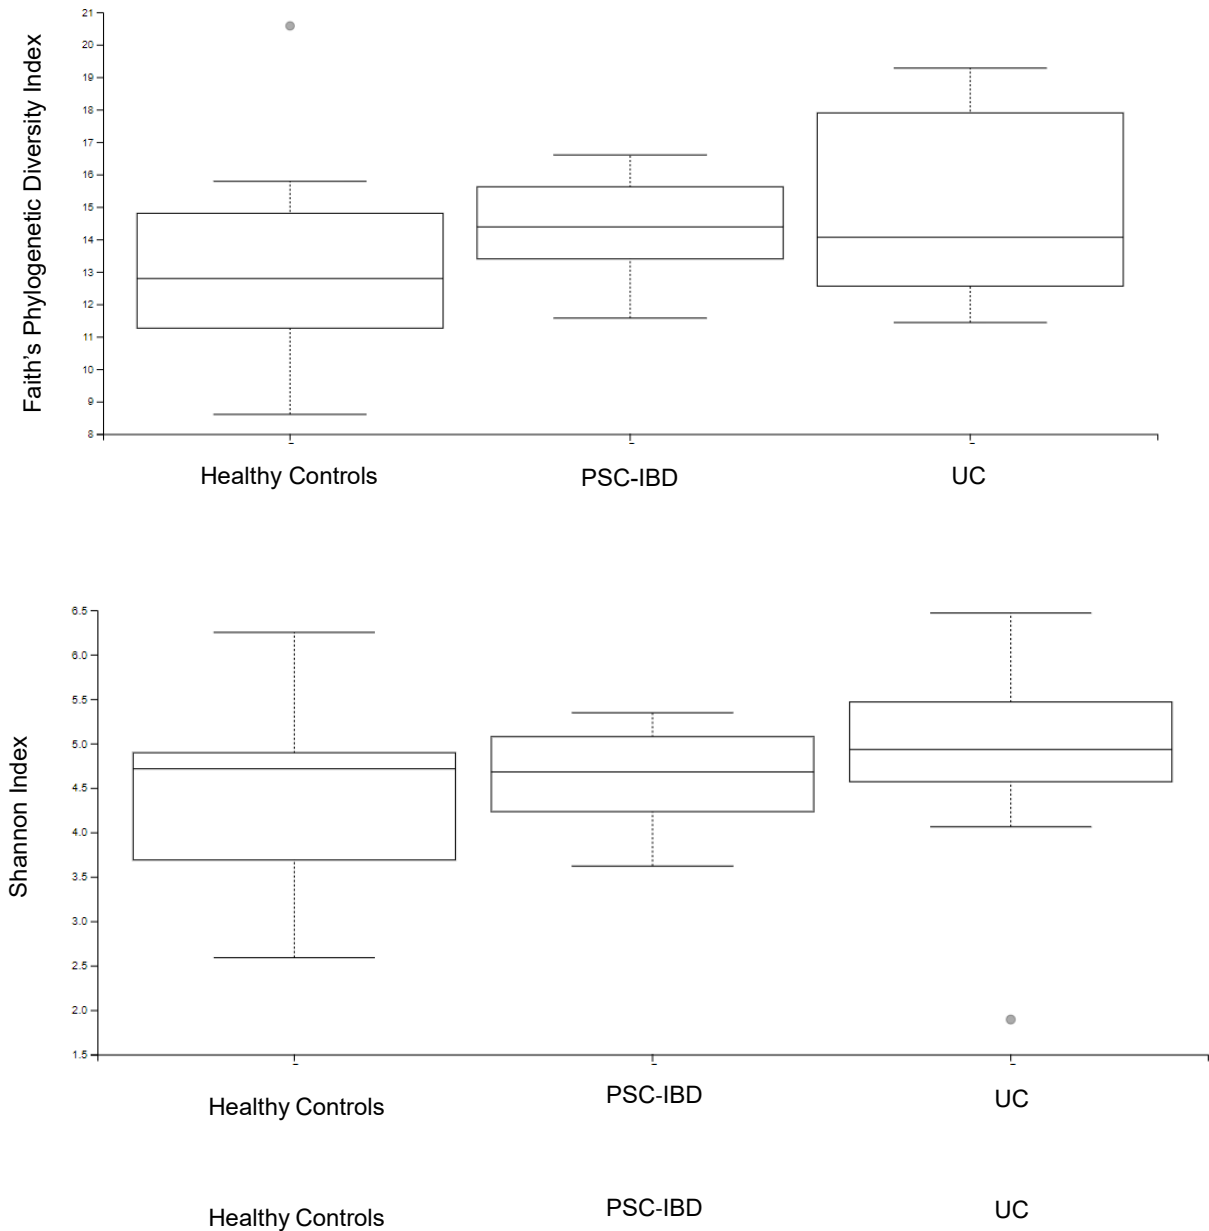 Faith's Phylogenetic Diversity Index
21
20
19
18
17
16
15
14
13
12
11
10
9
8
Healthy Controls
PSC-IBD
UC
Shannon Index
6.5
6.0
5.5
5.0
4.5
4.0
3.5
3.0
2.5
2.0
1.5
Healthy Controls
PSC-IBD
UC
Healthy Controls
PSC-IBD
UC